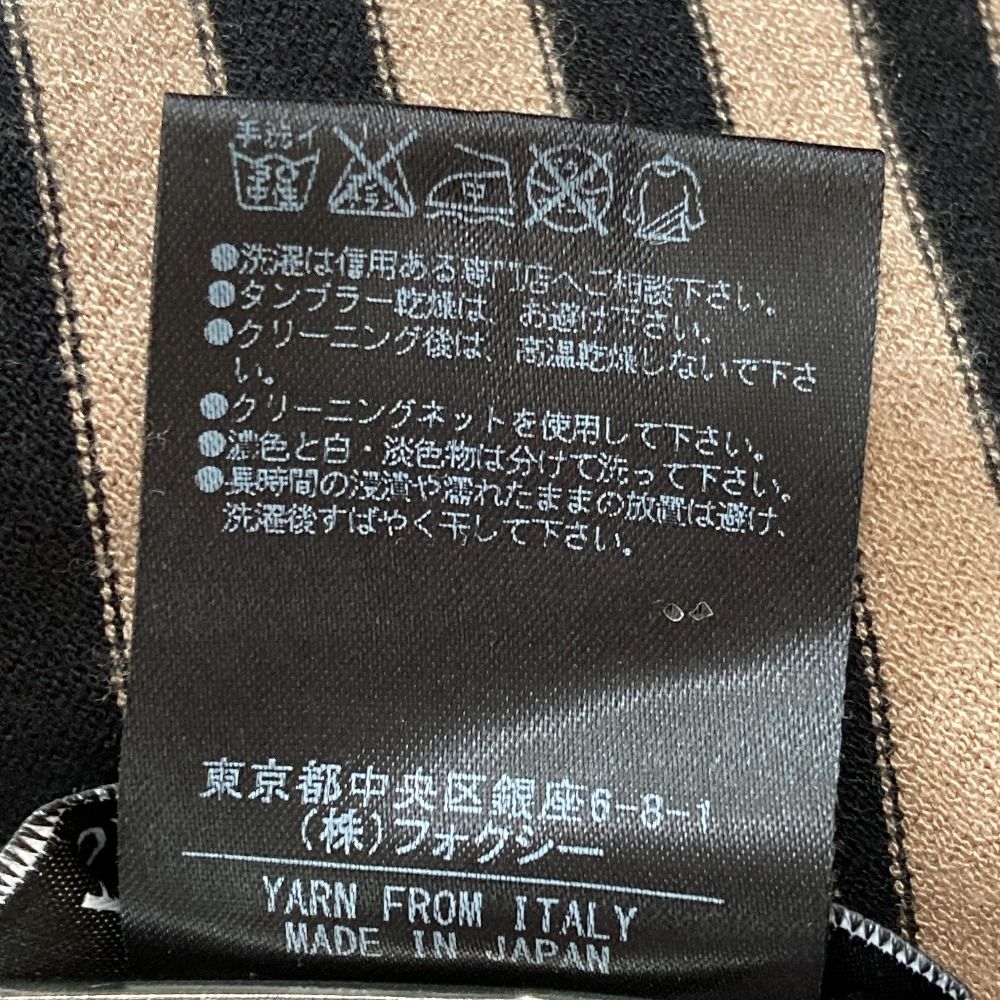 手洗イ
30
中性
中
●洗濯は信用ある専門店へご相談下さい。
●タンブラー乾燥は、お避け下さい。
●クリーニング後は、高温乾燥しないで下さ
い。
●クリーニングネットを使用して下さい。
●濃色と白・淡色物は分けて洗って下さい。
●長時間の浸漬や濡れたままの放置は避け、
洗濯後すばやく干して下さい。
東京都中央区銀座6-8-1
(株)フォクシー
YARN FROM ITALY
MADE IN JAPAN